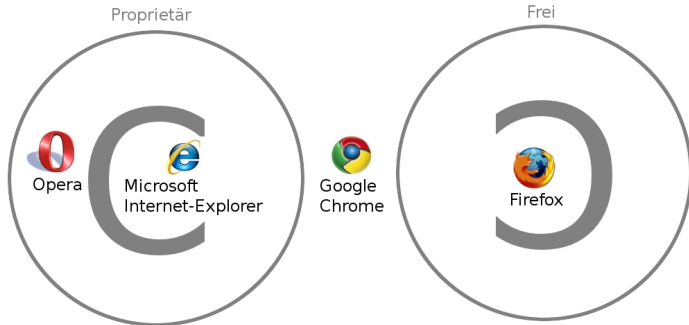 Proprietär
Frei
Opera
Microsoft
Internet-Explorer
Google
Chrome
Firefox